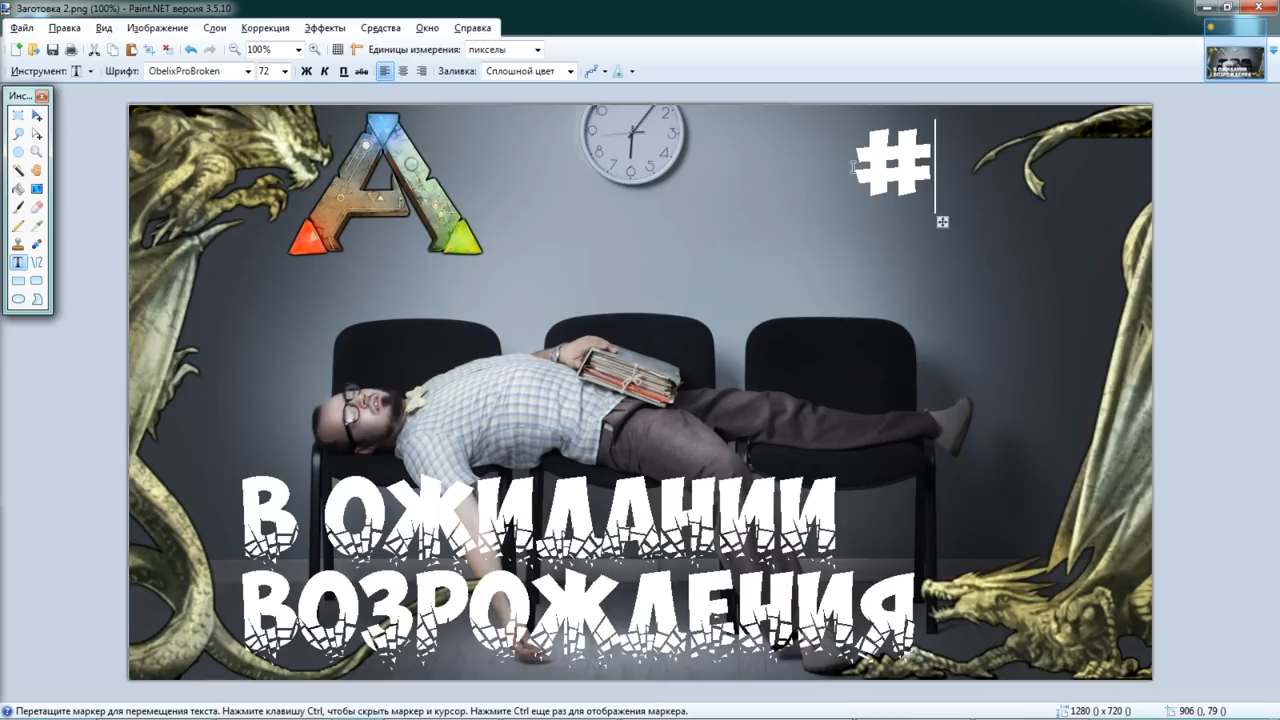 Заготовка 2.png (100%) - Paint.NET версия 3.5.10
Файл Правка Вид Изображение Слои Коррекция Эффекты Средства Окно Справка
100% Единицы измерения: пикселы
Инструмент: T Шрифт: ObelixProBroken 72 Ж К П абв Заливка: Сплошной цвет
Инс...
#
В ОЖИДАНИИ
ВОЗРОЖДЕНИЯ
Перетащите маркер для перемещения текста. Нажмите клавишу Ctrl, чтобы скрыть маркер и курсор. Нажмите Ctrl еще раз для отображения маркера.
1280 () x 720 () 906 (), 79 ()